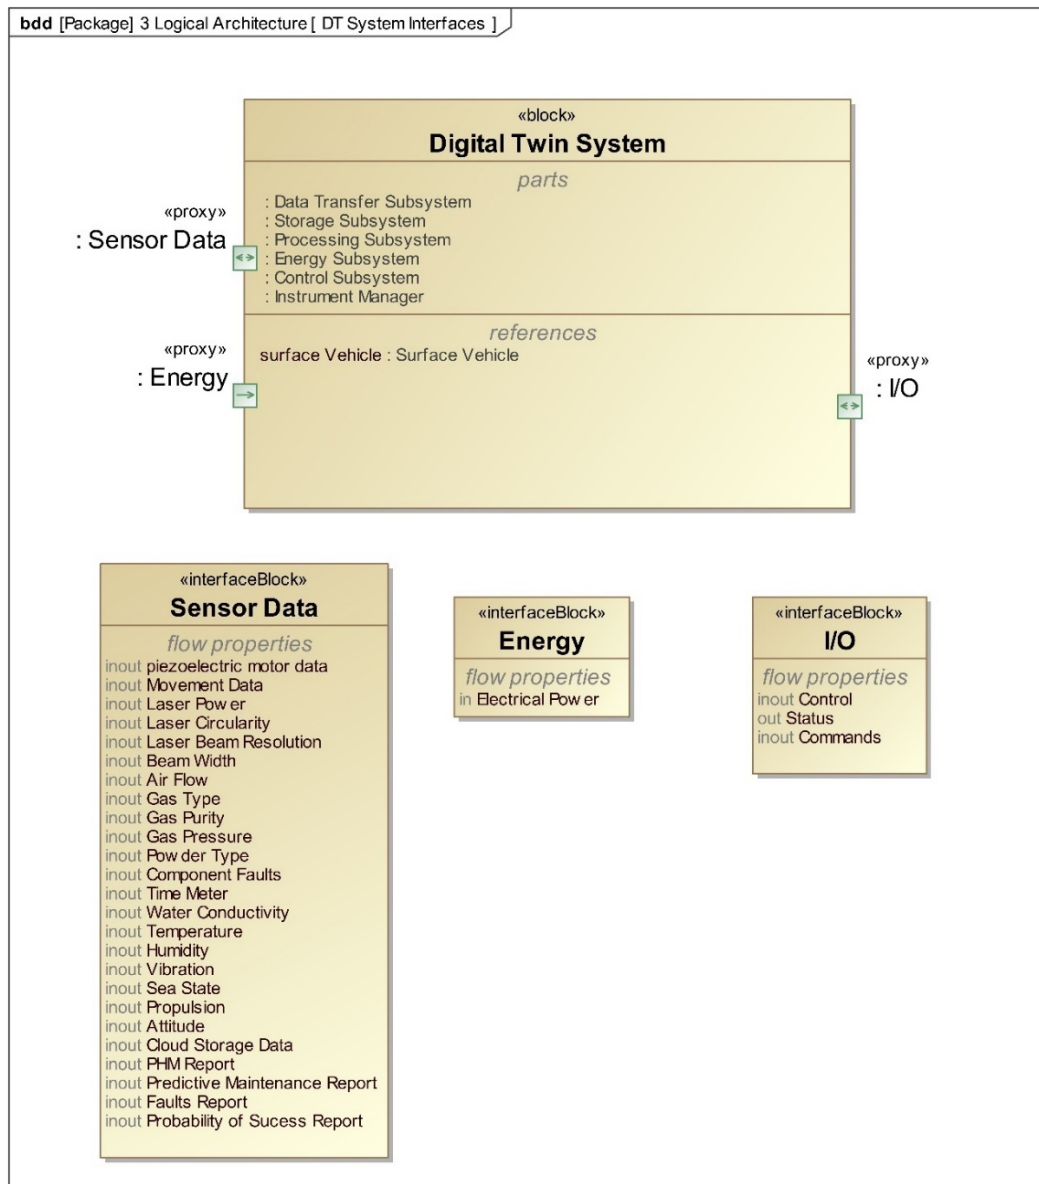 bdd [Package] 3 Logical Architecture [ DT System Interfaces ]
«block»
Digital Twin System
parts
: Data Transfer Subsystem
: Storage Subsystem
: Processing Subsystem
: Energy Subsystem
: Control Subsystem
: Instrument Manager
references
surface Vehicle : Surface Vehicle
«proxy»
: Sensor Data
«proxy»
: Energy
«proxy»
: I/O
«interfaceBlock»
Sensor Data
flow properties
inout piezoelectric motor data
inout Movement Data
inout Laser Power
inout Laser Circularity
inout Laser Beam Resolution
inout Beam Width
inout Air Flow
inout Gas Type
inout Gas Purity
inout Gas Pressure
inout Powder Type
inout Component Faults
inout Time Meter
inout Water Conductivity
inout Temperature
inout Humidity
inout Vibration
inout Sea State
inout Propulsion
inout Attitude
inout Cloud Storage Data
inout PHM Report
inout Predictive Maintenance Report
inout Faults Report
inout Probability of Sucess Report
«interfaceBlock»
Energy
flow properties
in Electrical Power
«interfaceBlock»
I/O
flow properties
inout Control
out Status
inout Commands